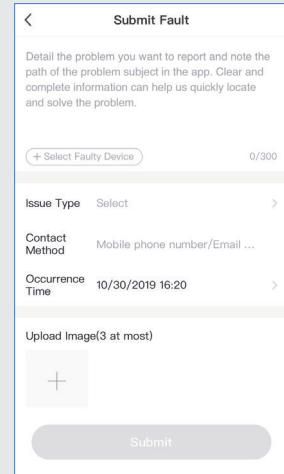 Submit Fault
Detail the problem you want to report and note the
path of the problem subject in the app. Clear and
complete information can help us quickly locate
and solve the problem.
+ Select Faulty Device
0/300
Issue Type Select
Contact
Method
Mobile phone number/Email ...
Occurrence
Time
10/30/2019 16:20
Upload Image(3 at most)
Submit